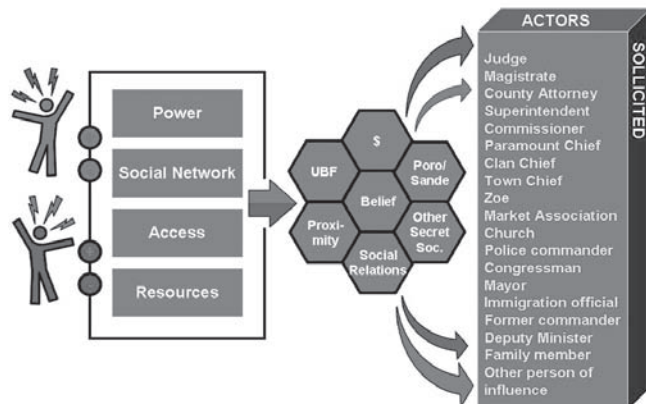 Power
Social Network
Access
Resources
$
UBF
Poro/
Sande
Belief
Proxi-
mity
Other
Secret
Soc.
Social
Relations
ACTORS
SOLLICITED
Judge
Magistrate
County Attorney
Superintendent
Commissioner
Paramount Chief
Clan Chief
Town Chief
Zoe
Market Association
Church
Police commander
Congressman
Mayor
Immigration official
Former commander
Deputy Minister
Family member
Other person of
influence